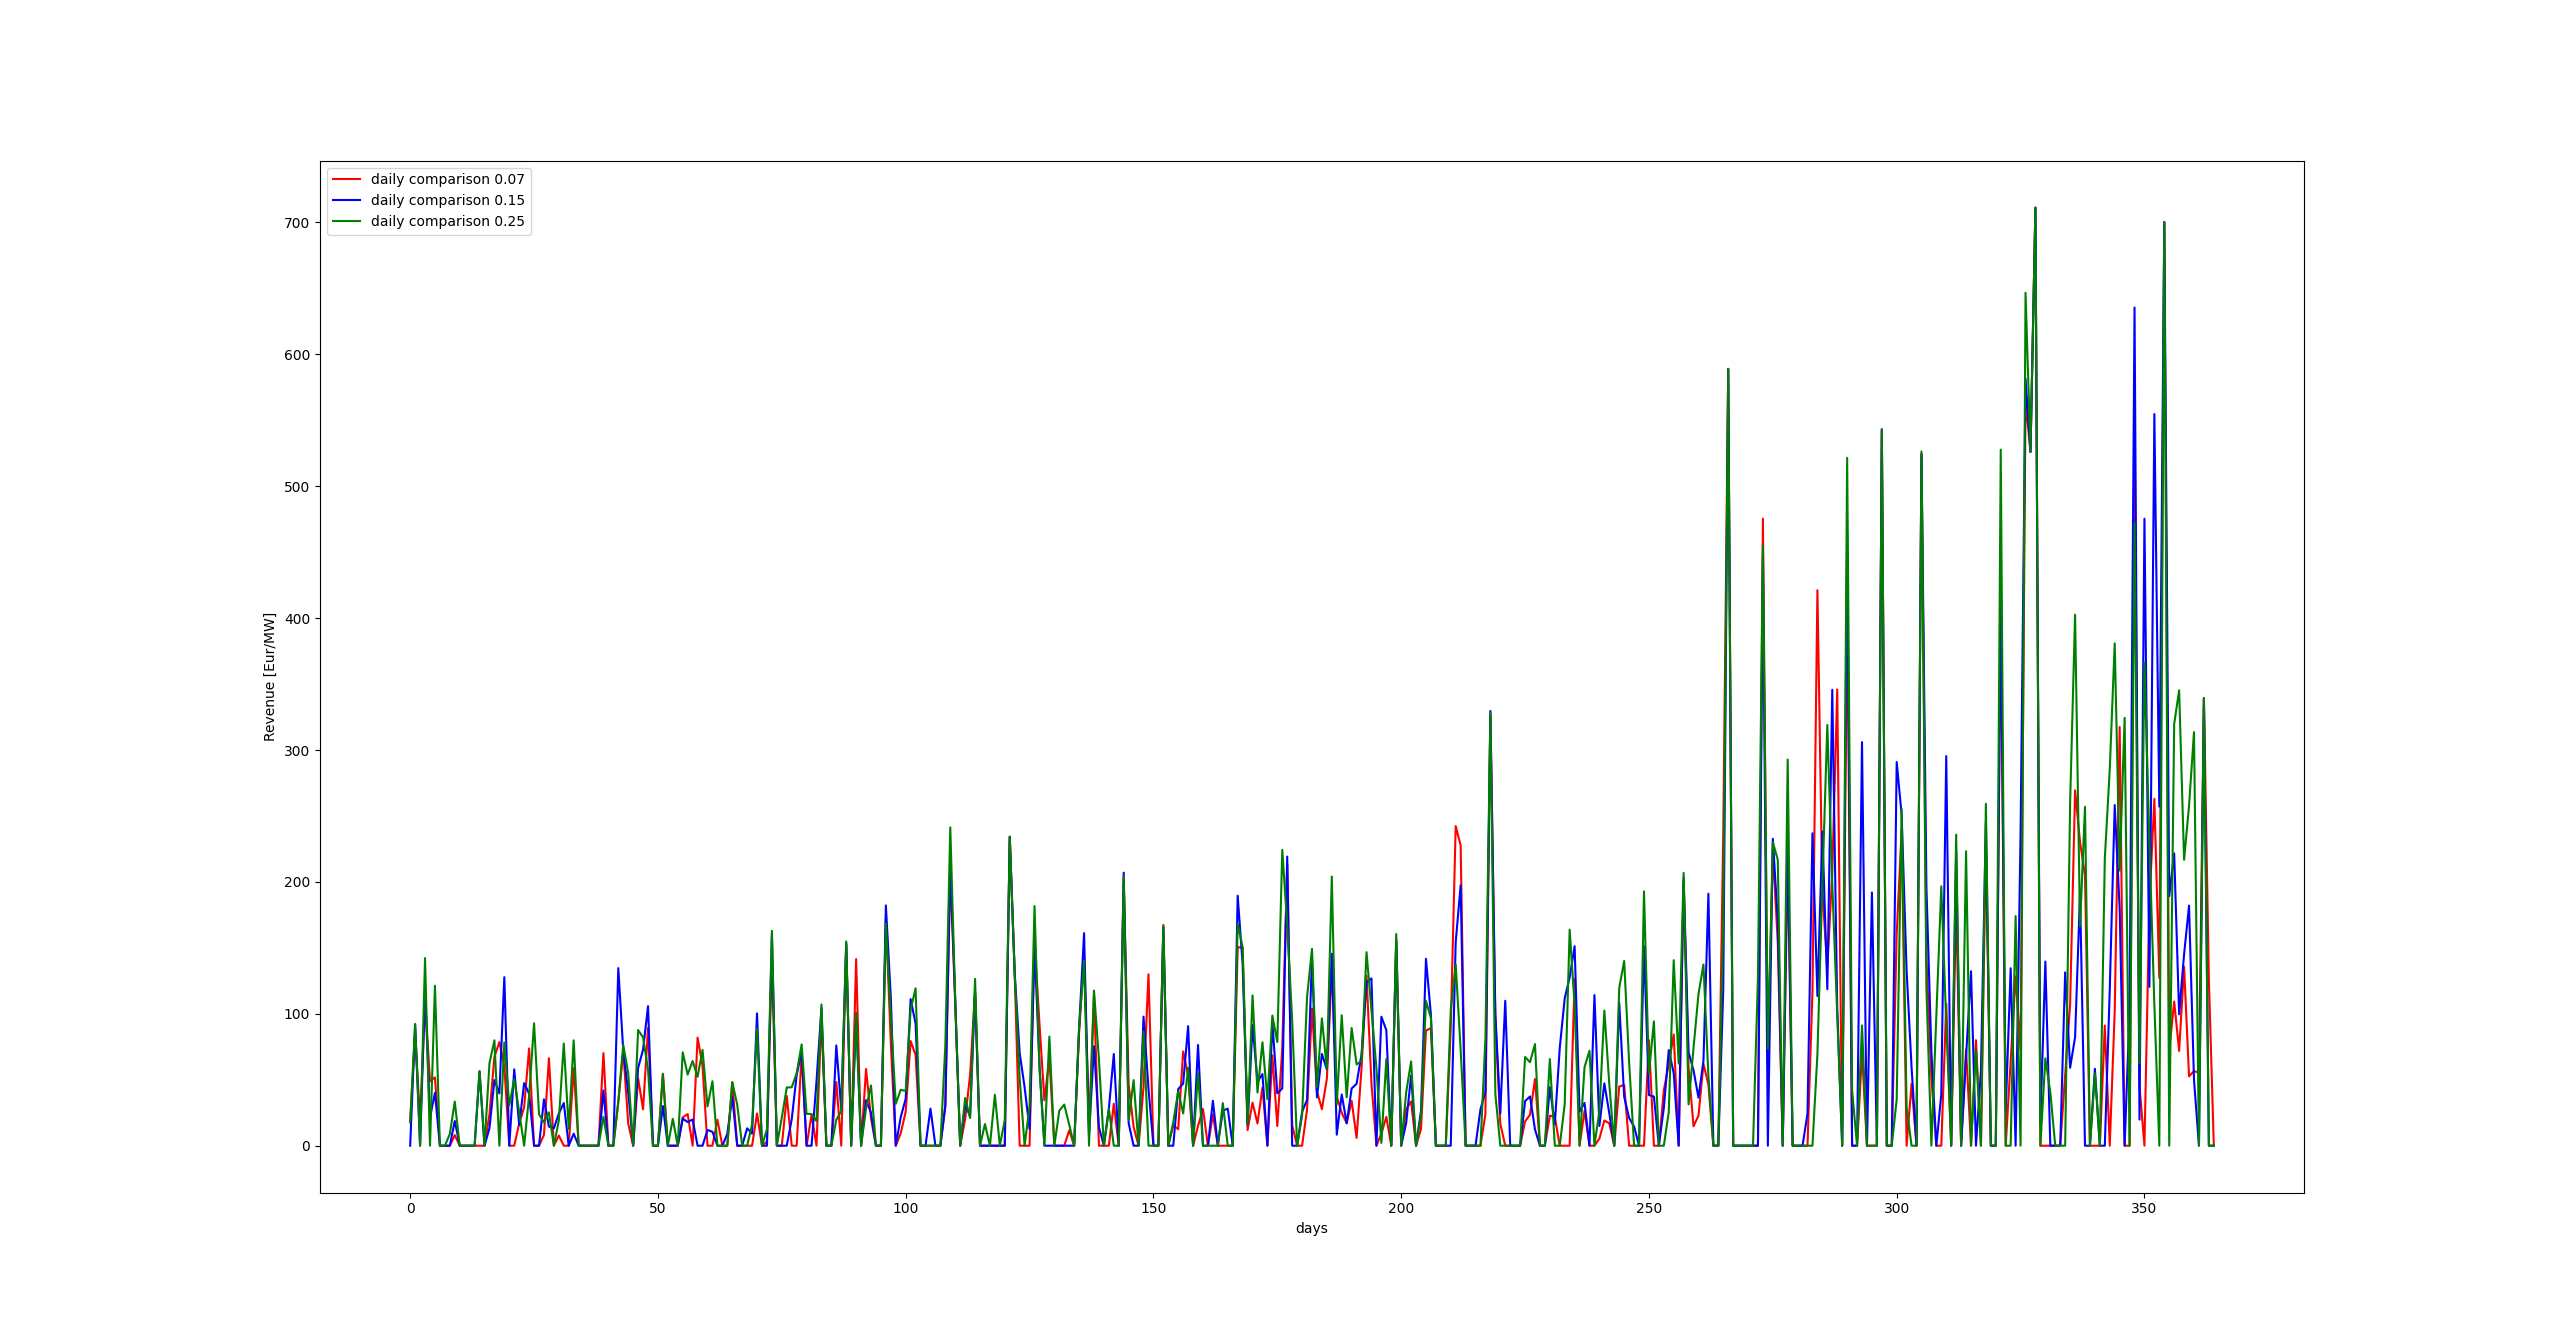 daily comparison 0.07
daily comparison 0.15
daily comparison 0.25
700
600
500
400
300
200
100
0
Revenue [Eur/MW]
0 50 100 150 200 250 300 350
days